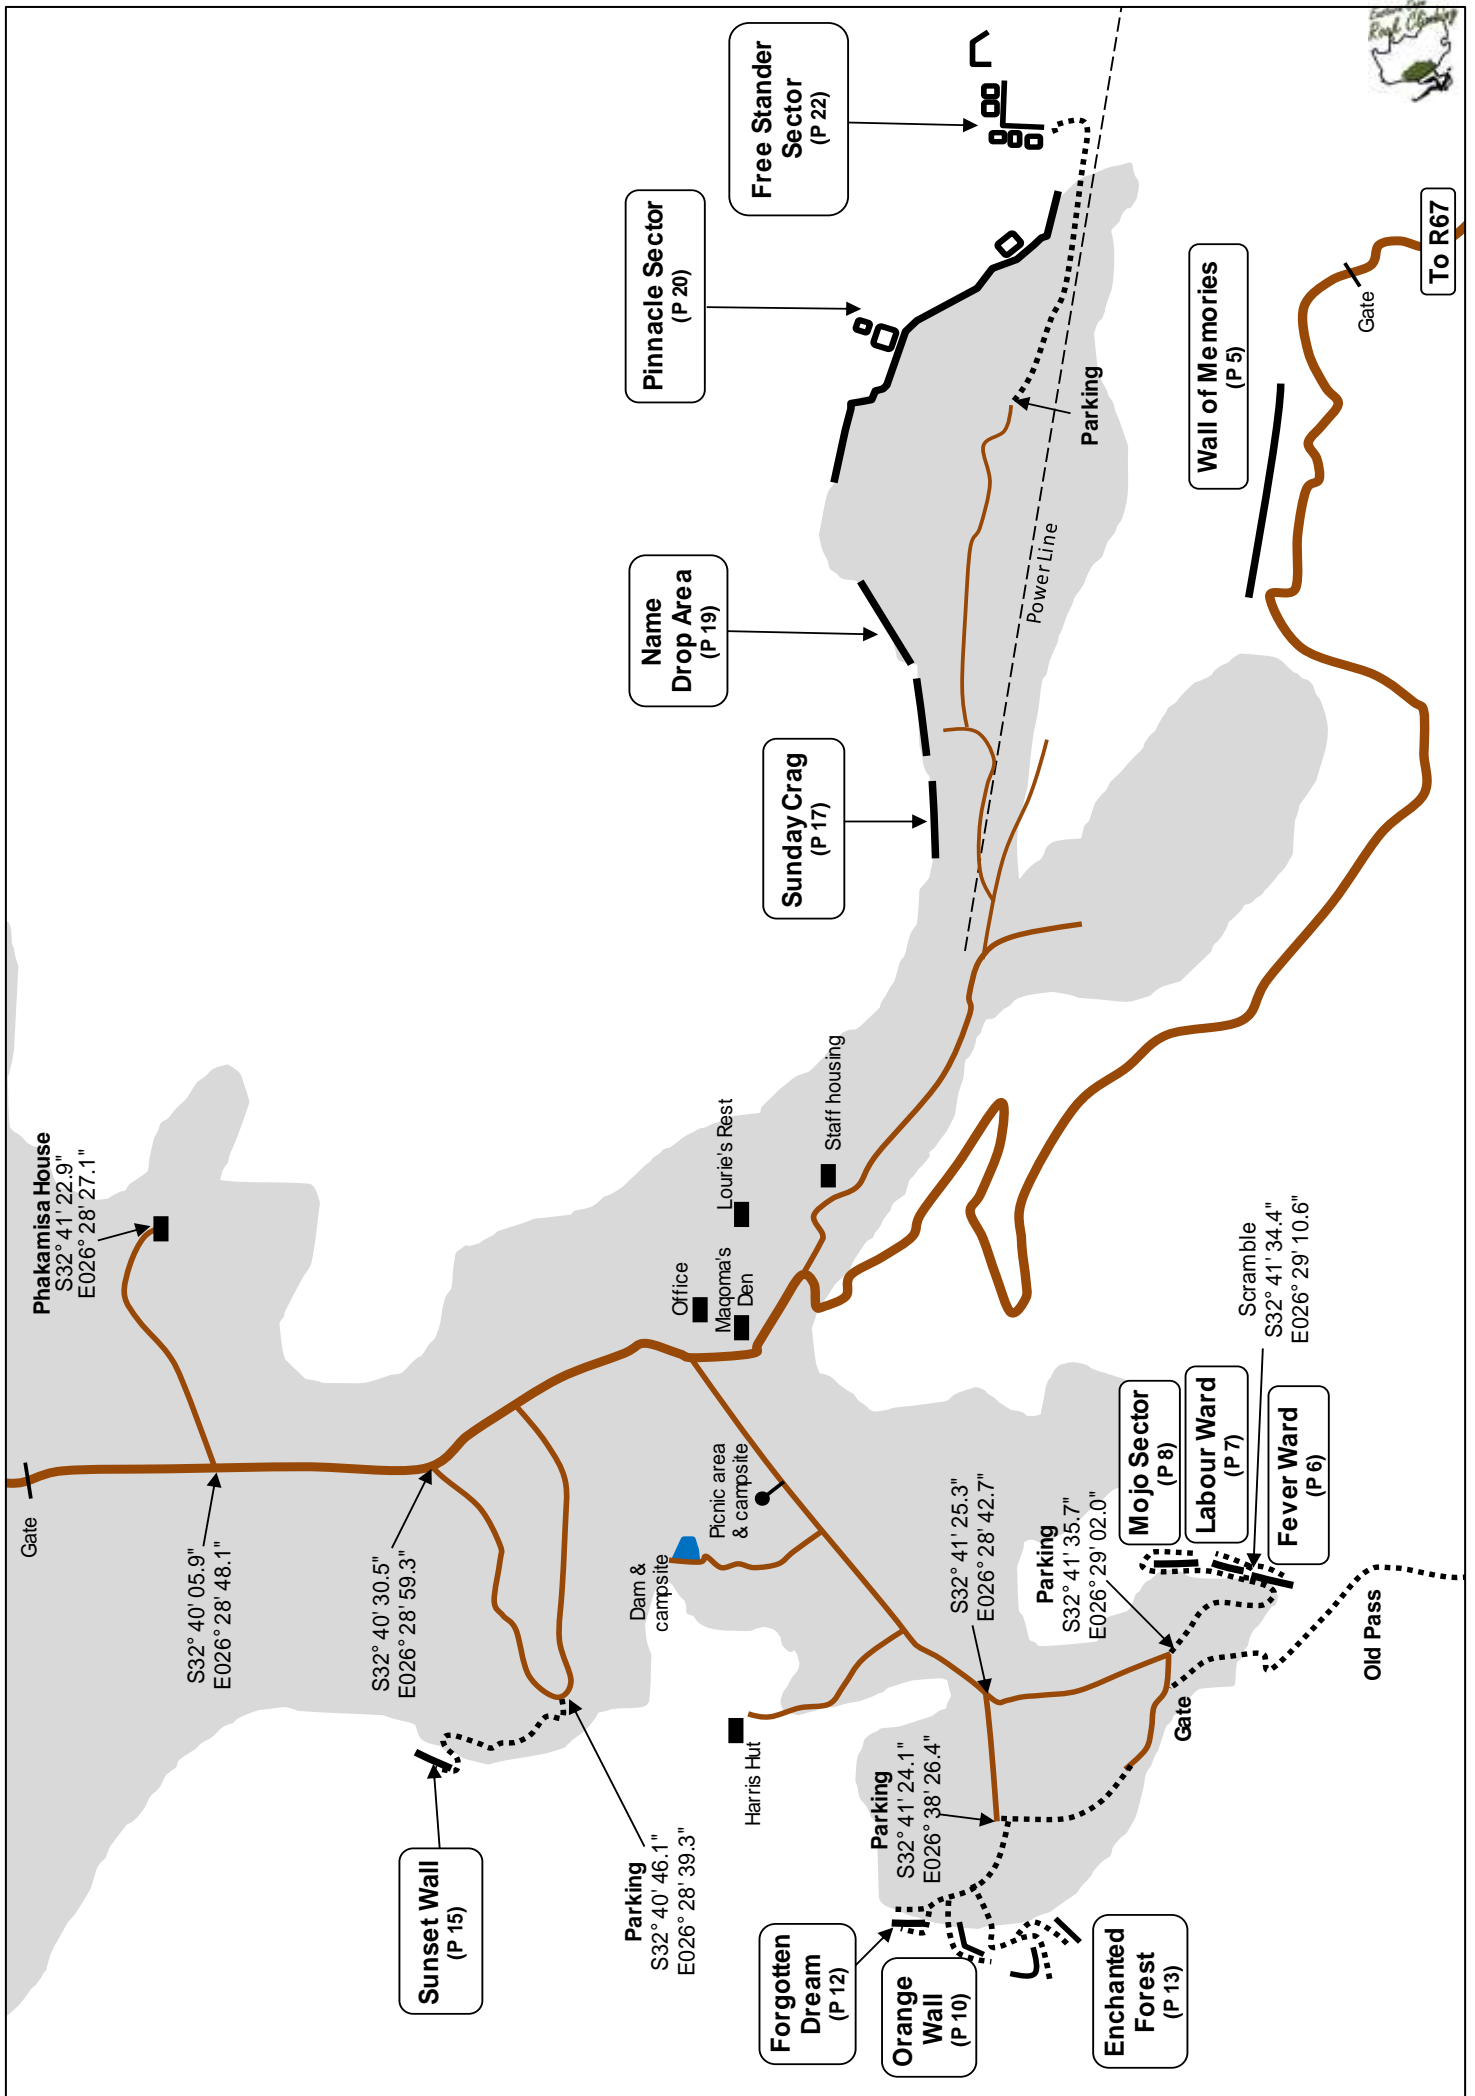 Phakamisa House
S32° 41' 22.9"
E026° 28' 27.1"
Gate
S32° 40' 05.9"
E026° 28' 48.1"
S32° 40' 30.5"
E026° 28' 59.3"
Sunset Wall
(P 15)
Parking
S32° 40' 46.1"
E026° 28' 39.3"
Dam &
campsite
Picnic area
& campsite
Office
Maqoma's
Den
Lourie's Rest
Staff housing
Harris Hut
Parking
S32° 41' 24.1"
E026° 38' 26.4"
S32° 41' 25.3"
E026° 28' 42.7"
Parking
S32° 41' 35.7"
E026° 29' 02.0"
Gate
Old Pass
Forgotten
Dream
(P 12)
Orange
Wall
(P 10)
Enchanted
Forest
(P 13)
Mojo Sector
(P 8)
Labour Ward
(P 7)
Fever Ward
(P 6)
Scramble
S32° 41' 34.4"
E026° 29' 10.6"
Sunday Crag
(P 17)
Name
Drop Area
(P 19)
Pinnacle Sector
(P 20)
Free Stander
Sector
(P 22)
Parking
Power Line
Wall of Memories
(P 5)
Gate
To R67
Eastern Cape
Rock Climbing